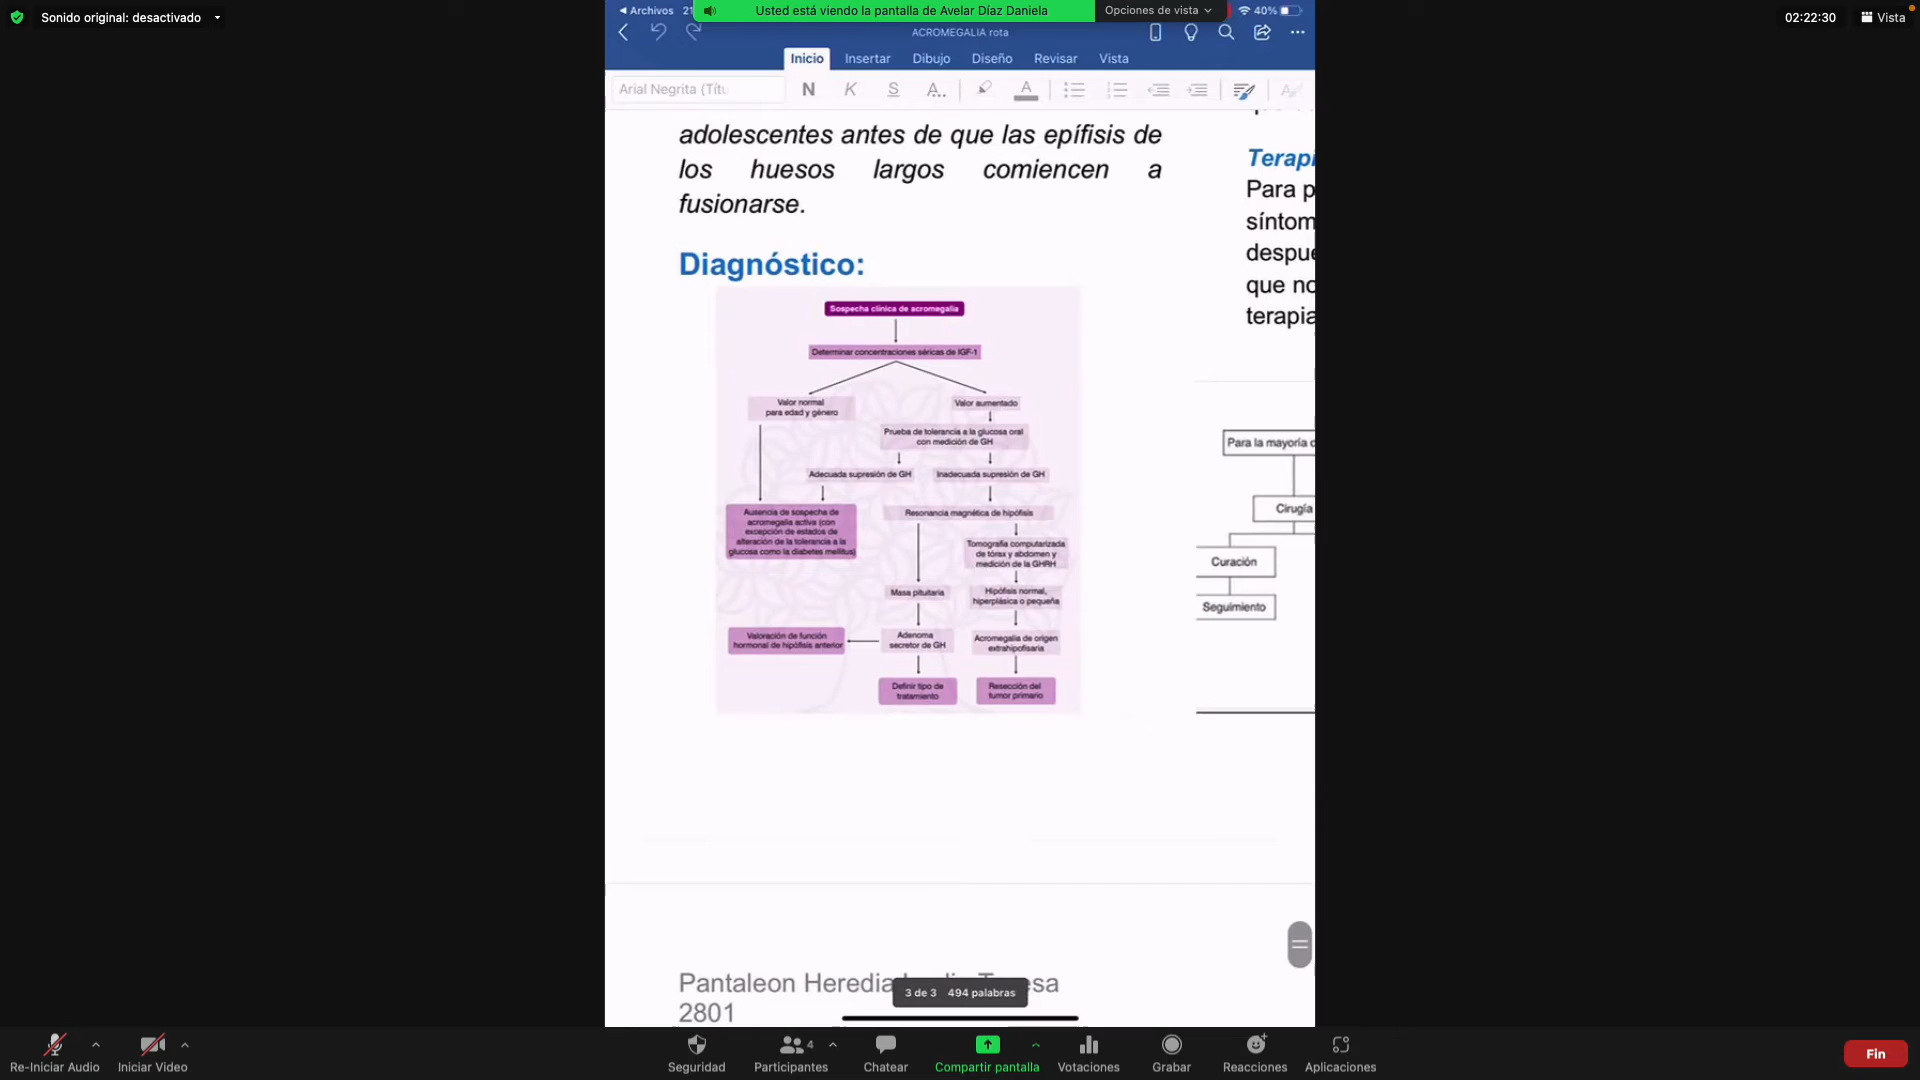 Sonido original: desactivado
Archivos
21
Usted está viendo la pantalla de Avelar Díaz Daniela
Opciones de vista
40%
02:22:30
Vista
ACROMEGALIA rota
Inicio
Insertar
Dibujo
Diseño
Revisar
Vista
Arial Negrita (Títu
N
K
S
A..
A
adolescentes antes de que las epífisis de
los huesos largos comiencen a
fusionarse.
Diagnóstico:
Sospecha clínica de acromegalia
Determinar concentraciones séricas de IGF-1
Valor normal
para edad y género
Valor aumentado
Prueba de tolerancia a la glucosa oral
con medición de GH
Adecuada supresión de GH
Inadecuada supresión de GH
Ausencia de sospecha de
acromegalia activa (con
excepción de estados de
alteración de la tolerancia a la
glucosa como la diabetes mellitus)
Resonancia magnética de hipófisis
Tomografía computarizada
de tórax y abdomen y
medición de la GHRH
Masa pituitaria
Hipófisis normal,
hiperplásica o pequeña
Valoración de función
hormonal de hipófisis anterior
Adenoma
secretor de GH
Acromegalia de origen
extrahipofisaria
Definir tipo de
tratamiento
Resección del
tumor primario
Terapi
Para p
síntom
despué
que no
terapia
Para la mayoría d
Cirugía
Curación
Seguimiento
Pantaleon Heredia
2801
3 de 3 494 palabras
Re-Iniciar Audio
Iniciar Video
Seguridad
4
Participantes
Chatear
Compartir pantalla
Votaciones
Grabar
Reacciones
Aplicaciones
Fin